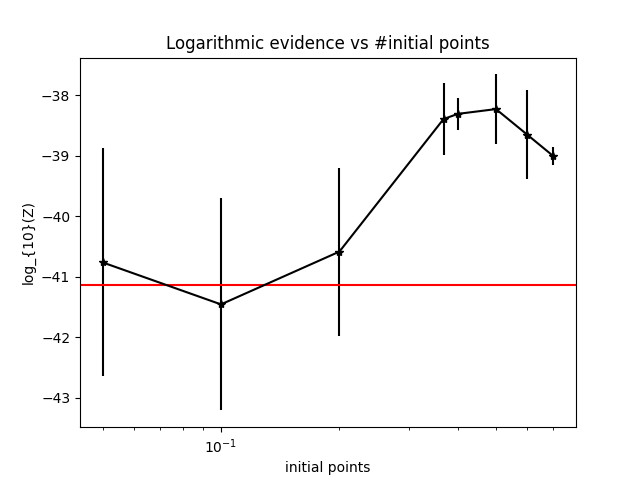 Logarithmic evidence vs #initial points
log_{10}(Z)
−38
−39
−40
−41
−42
−43
10⁻¹
initial points